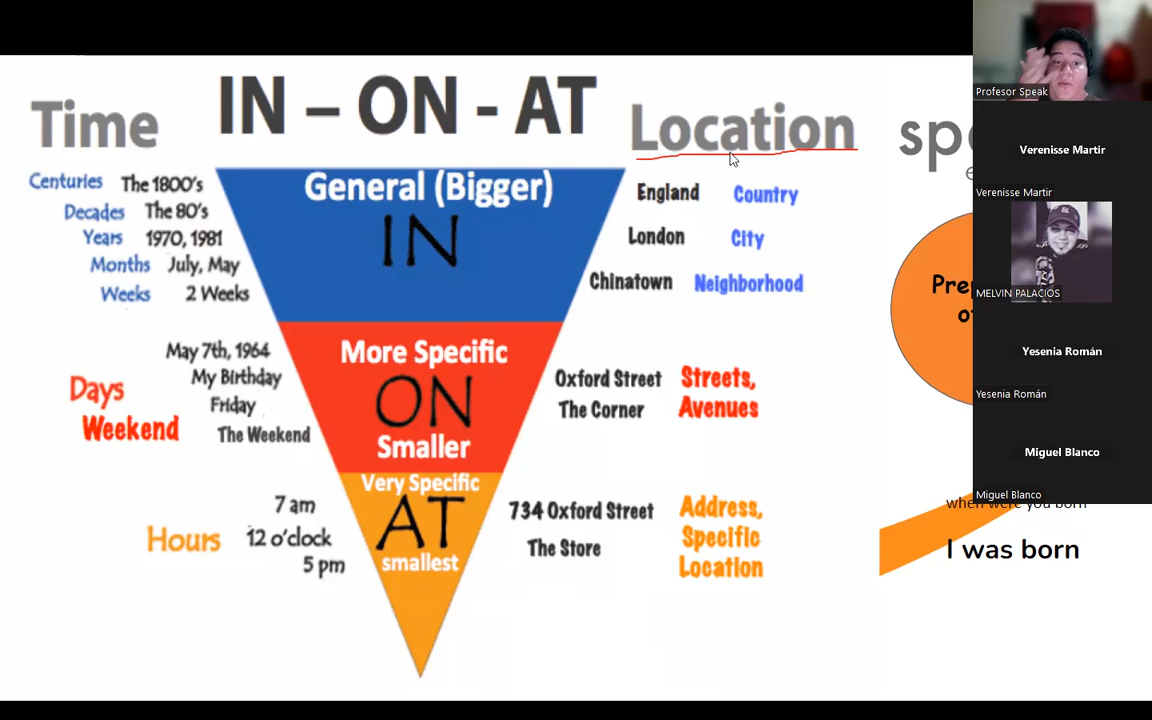 Time
IN – ON - AT
Location
Centuries The 1800's
Decades The 80's
Years 1970, 1981
Months July, May
Weeks 2 Weeks
General (Bigger)
IN
England Country
London City
Chinatown Neighborhood
May 7th, 1964
Days My Birthday
Friday
Weekend The Weekend
More Specific
ON
Smaller
Oxford Street Streets,
The Corner Avenues
7 am
Hours 12 o'clock
5 pm
Very Specific
AT
smallest
734 Oxford Street Address,
The Store Specific
Location
I was born
when were you born
Profesor Speak
Verenisse Martir
Verenisse Martir
MELVIN PALACIOS
Yesenia Román
Yesenia Román
Miguel Blanco
Miguel Blanco